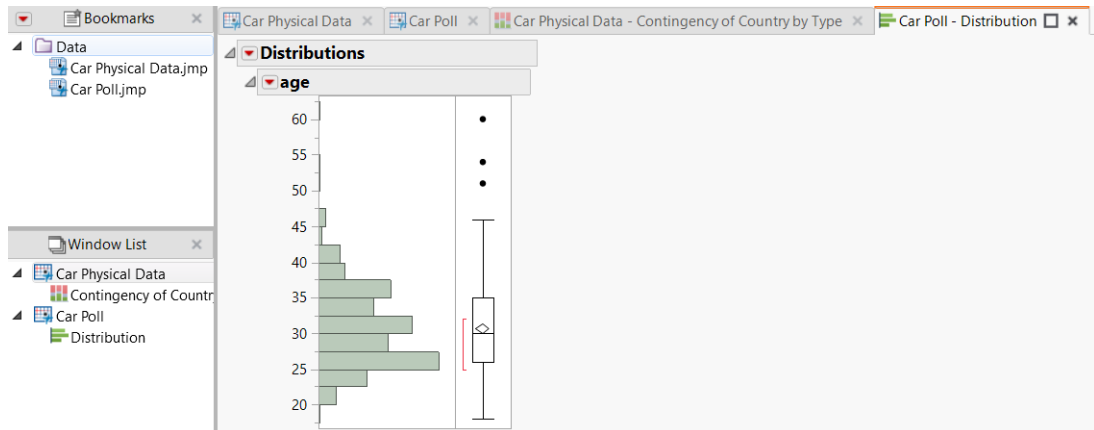 Bookmarks
Data
Car Physical Data.jmp
Car Poll.jmp
Window List
Car Physical Data
Contingency of Countr
Car Poll
Distribution
Car Physical Data
Car Poll
Car Physical Data - Contingency of Country by Type
Car Poll - Distribution
Distributions
age
60
55
50
45
40
35
30
25
20